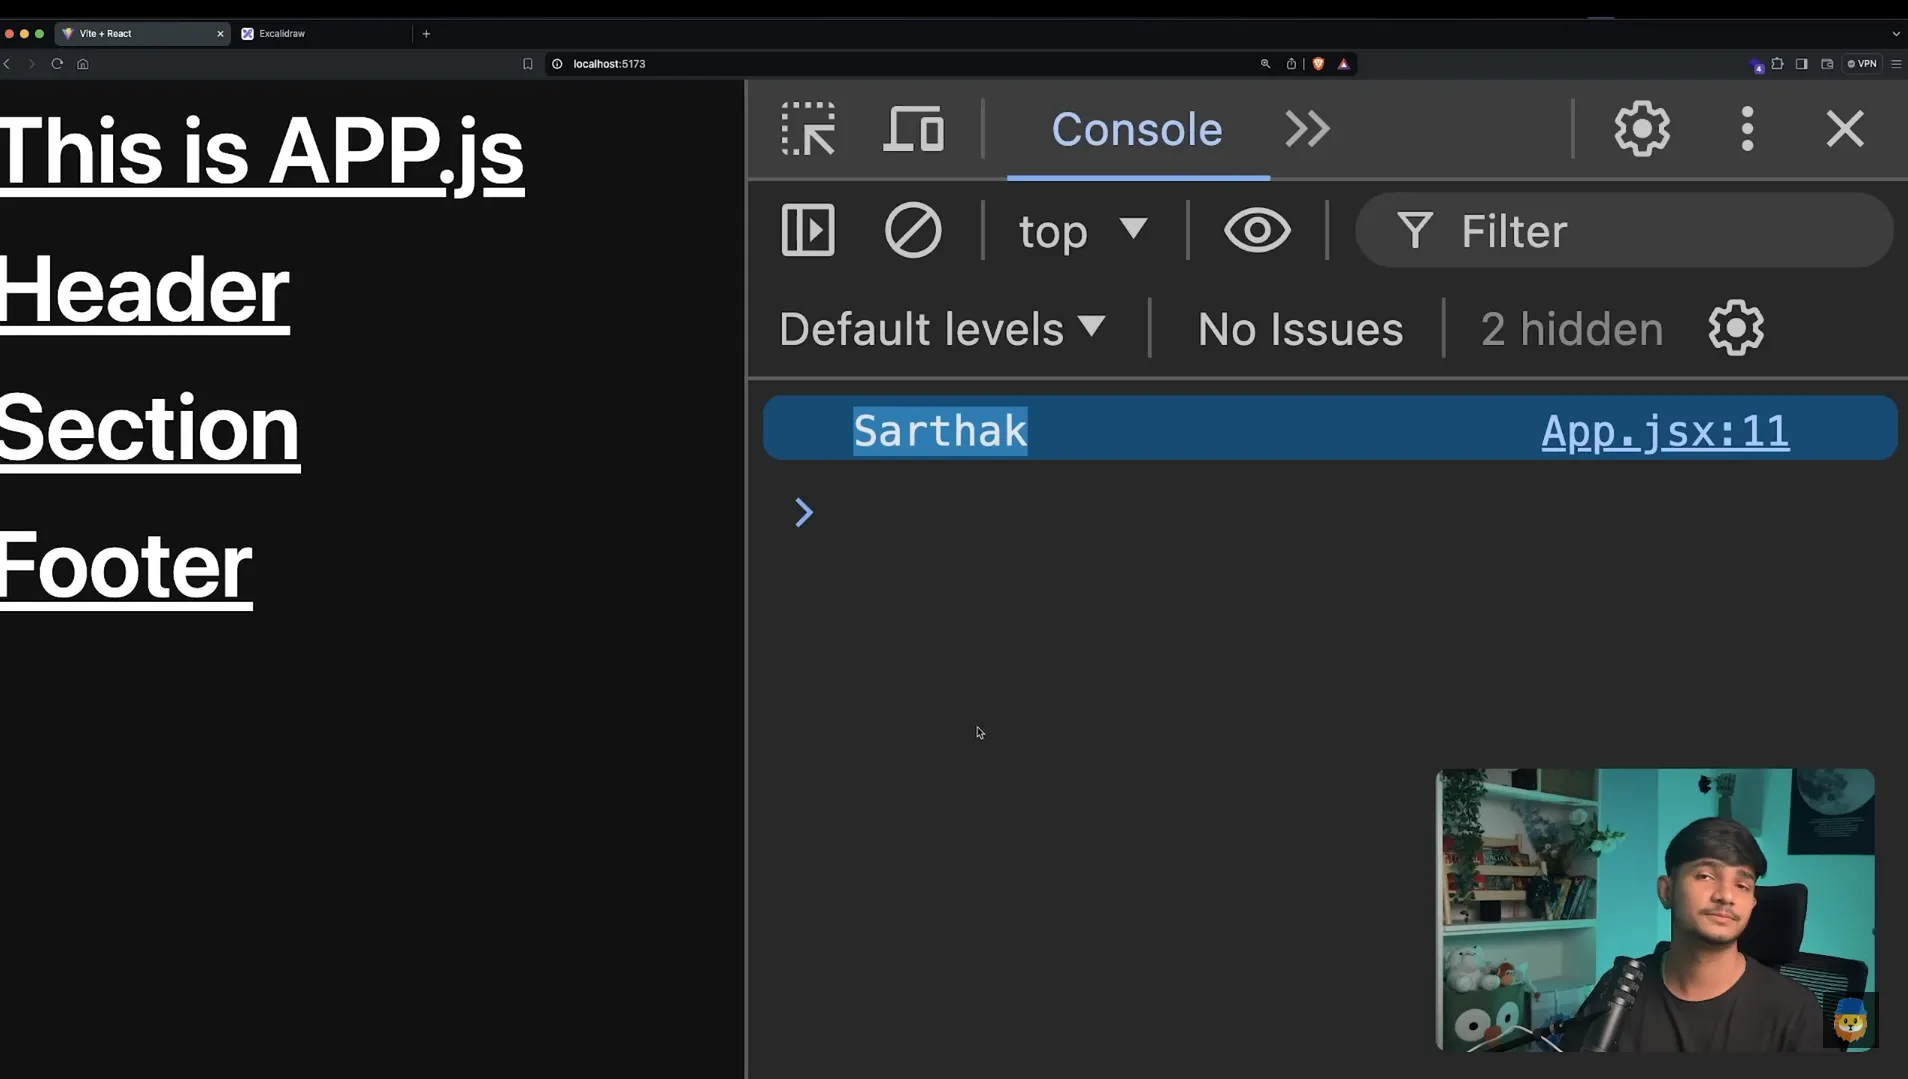 Vite + React
Excalidraw
localhost:5173
4
VPN
This is APP.js
Header
Section
Footer
Console
top
Filter
Default levels
No Issues
2 hidden
Sarthak App.jsx:11